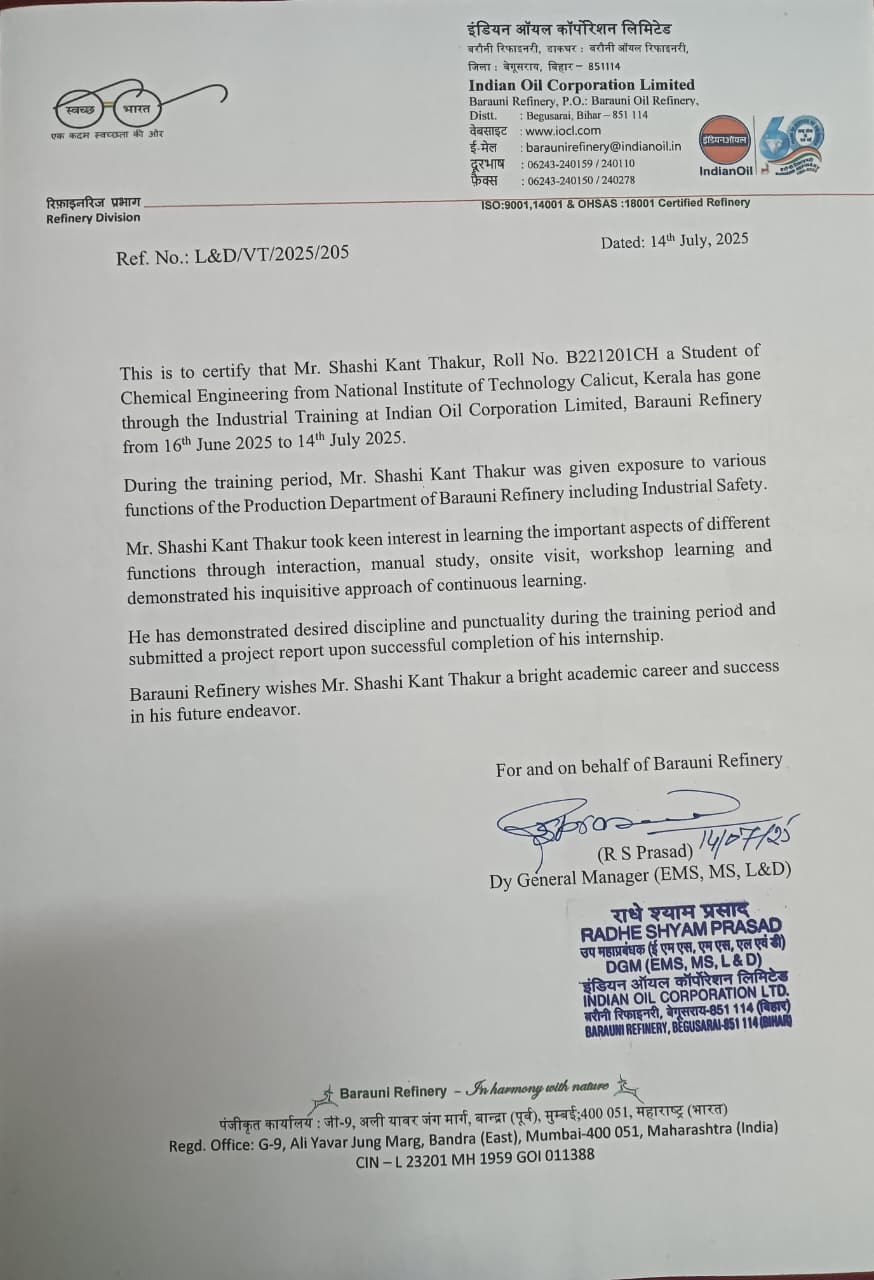 इंडियन ऑयल कॉर्पोरेशन लिमिटेड
बरौनी रिफाइनरी, डाकघर : बरौनी ऑयल रिफाइनरी,
जिला : बेगूसराय, बिहार – 851114
Indian Oil Corporation Limited
Barauni Refinery, P.O.: Barauni Oil Refinery,
Distt. : Begusarai, Bihar – 851 114
वेबसाइट : www.iocl.com
ई-मेल : baraunirefinery@indianoil.in
दूरभाष : 06243-240159 / 240110
फ़ैक्स : 06243-240150 / 240278
स्वच्छ भारत
एक कदम स्वच्छता की ओर
इंडियनऑयल
IndianOil
रिफ़ाइनरिज प्रभाग
Refinery Division
ISO:9001,14001 & OHSAS :18001 Certified Refinery
Ref. No.: L&D/VT/2025/205
Dated: 14th July, 2025
This is to certify that Mr. Shashi Kant Thakur, Roll No. B221201CH a Student of
Chemical Engineering from National Institute of Technology Calicut, Kerala has gone
through the Industrial Training at Indian Oil Corporation Limited, Barauni Refinery
from 16th June 2025 to 14th July 2025.
During the training period, Mr. Shashi Kant Thakur was given exposure to various
functions of the Production Department of Barauni Refinery including Industrial Safety.
Mr. Shashi Kant Thakur took keen interest in learning the important aspects of different
functions through interaction, manual study, onsite visit, workshop learning and
demonstrated his inquisitive approach of continuous learning.
He has demonstrated desired discipline and punctuality during the training period and
submitted a project report upon successful completion of his internship.
Barauni Refinery wishes Mr. Shashi Kant Thakur a bright academic career and success
in his future endeavor.
For and on behalf of Barauni Refinery
14/07/25
(R S Prasad)
Dy General Manager (EMS, MS, L&D)
राधे श्याम प्रसाद
RADHE SHYAM PRASAD
उप महाप्रबंधक (ई एम एस, एम एस, एल एवं डी)
DGM (EMS, MS, L & D)
इंडियन ऑयल कॉर्पोरेशन लिमिटेड
INDIAN OIL CORPORATION LTD.
बरौनी रिफाइनरी, बेगूसराय-851 114 (बिहार)
BARAUNI REFINERY, BEGUSARAI-851 114 (BIHAR)
Barauni Refinery – In harmony with nature
पंजीकृत कार्यालय : जी-9, अली यावर जंग मार्ग, बान्द्रा (पूर्व), मुम्बई;400 051, महाराष्ट्र (भारत)
Regd. Office: G-9, Ali Yavar Jung Marg, Bandra (East), Mumbai-400 051, Maharashtra (India)
CIN – L 23201 MH 1959 GOI 011388